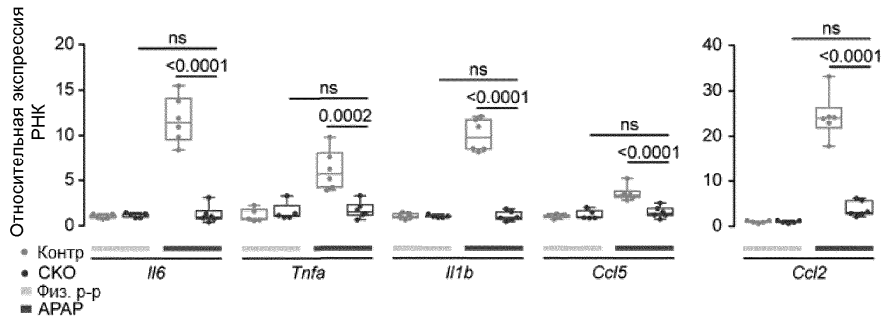 Относительная экспрессия
РНК
20
15
10
5
0
ns
<0.0001
ns
0.0002
ns
<0.0001
ns
<0.0001
40
30
20
10
0
ns
<0.0001
Контр
CKO
Физ. р-р
APAP
Il6
Tnfa
Il1b
Ccl5
Ccl2